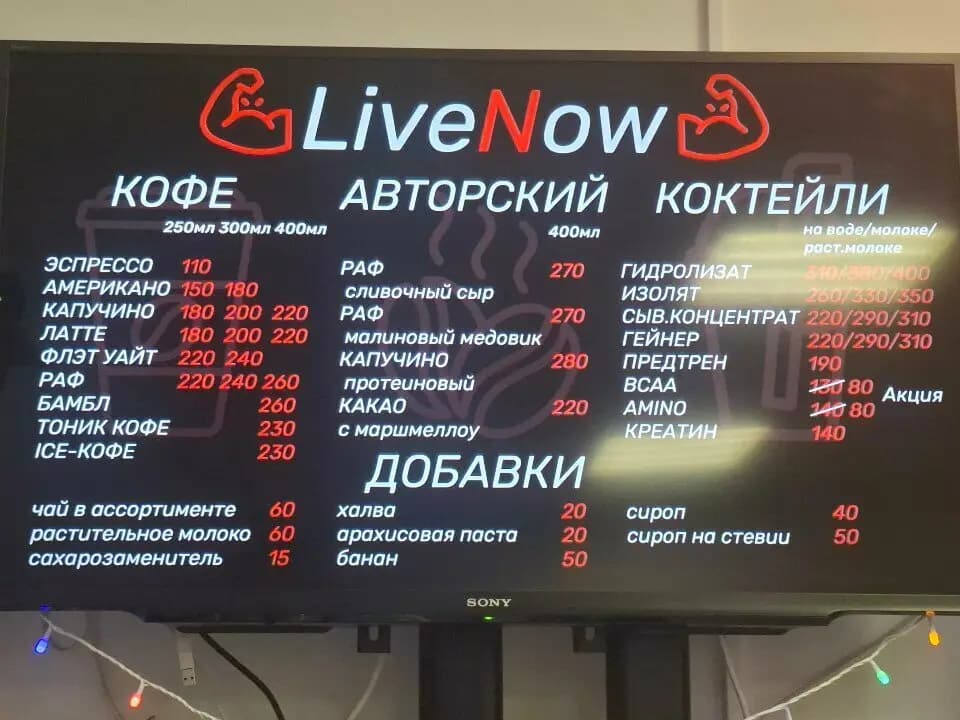 LiveNow
КОФЕ
250мл 300мл 400мл
ЭСПРЕССО 110
АМЕРИКАНО 150 180
КАПУЧИНО 180 200 220
ЛАТТЕ 180 200 220
ФЛЭТ УАЙТ 220 240
РАФ 220 240 260
БАМБЛ 260
ТОНИК КОФЕ 230
ICE-КОФЕ 230
АВТОРСКИЙ
400мл
РАФ 270
сливочный сыр
РАФ 270
малиновый медовик
КАПУЧИНО 280
протеиновый
КАКАО 220
с маршмеллоу
КОКТЕЙЛИ
на воде/молоке/
раст.молоке
ГИДРОЛИЗАТ 310/380/400
ИЗОЛЯТ 260/330/350
СЫВ.КОНЦЕНТРАТ 220/290/310
ГЕЙНЕР 220/290/310
ПРЕДТРЕН 190
BCAA 130 80 Акция
AMINO 140 80
КРЕАТИН 140
ДОБАВКИ
чай в ассортименте 60
растительное молоко 60
сахарозаменитель 15
халва 20
арахисовая паста 20
банан 50
сироп 40
сироп на стевии 50
SONY